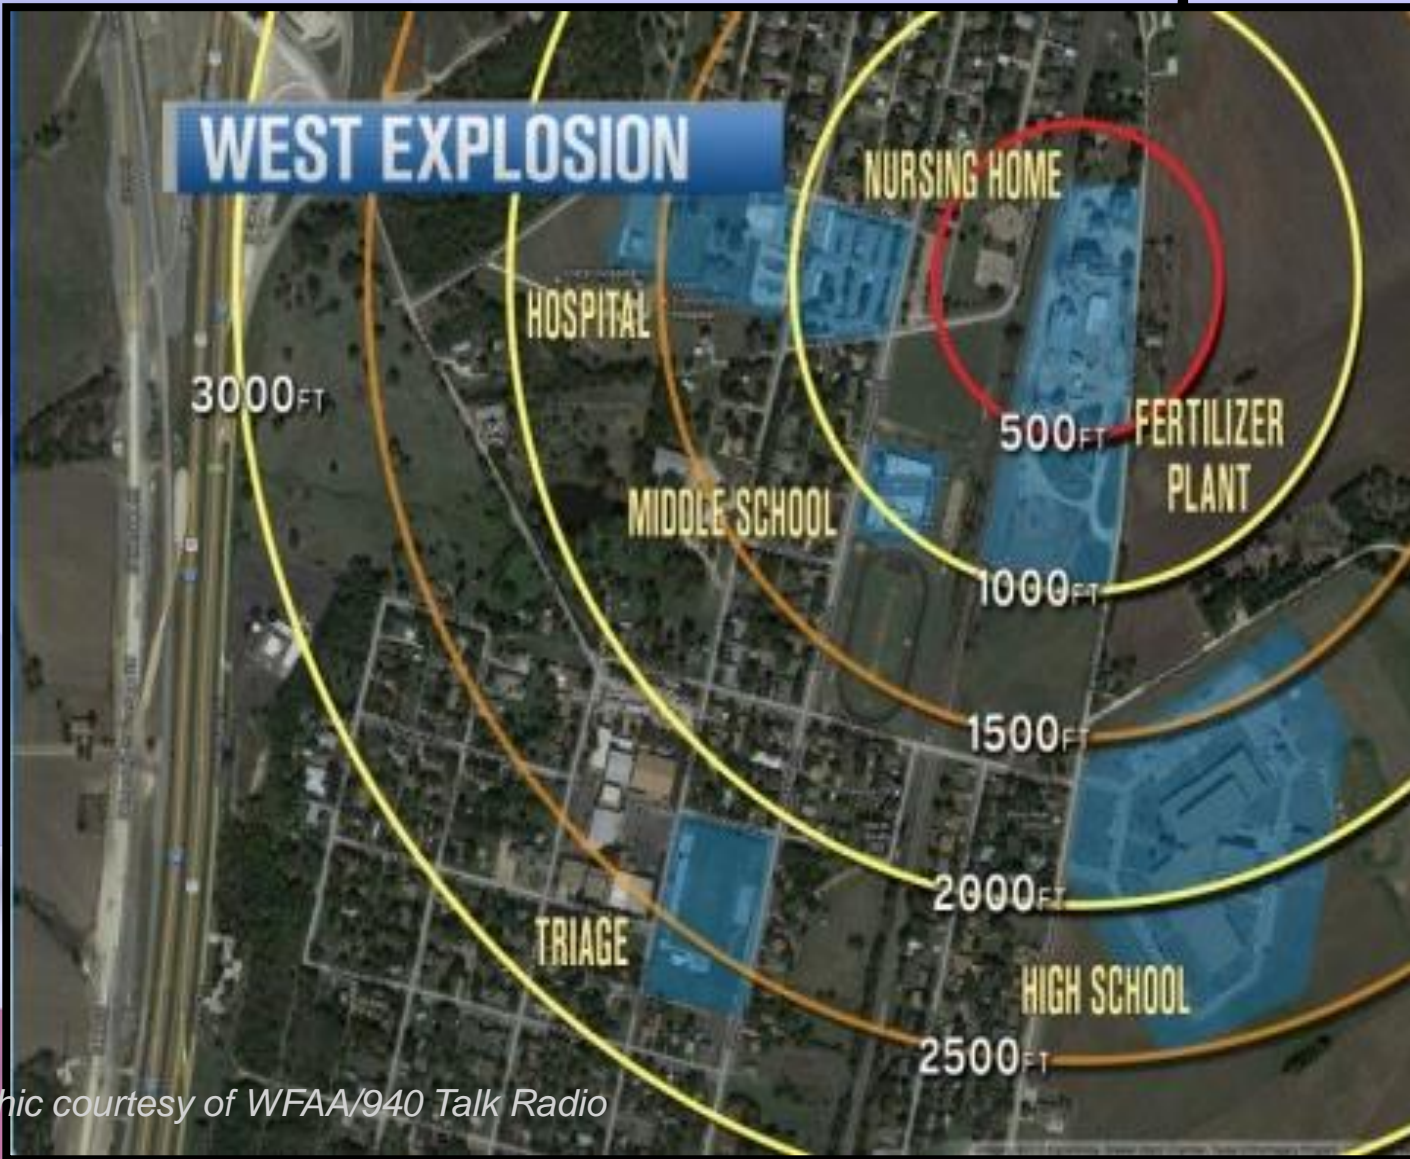 WEST EXPLOSION
NURSING HOME
HOSPITAL
3000FT
500FT
FERTILIZER
PLANT
MIDDLE SCHOOL
1000FT
1500FT
2000FT
TRIAGE
HIGH SCHOOL
2500FT
hic courtesy of WFAA/940 Talk Radio